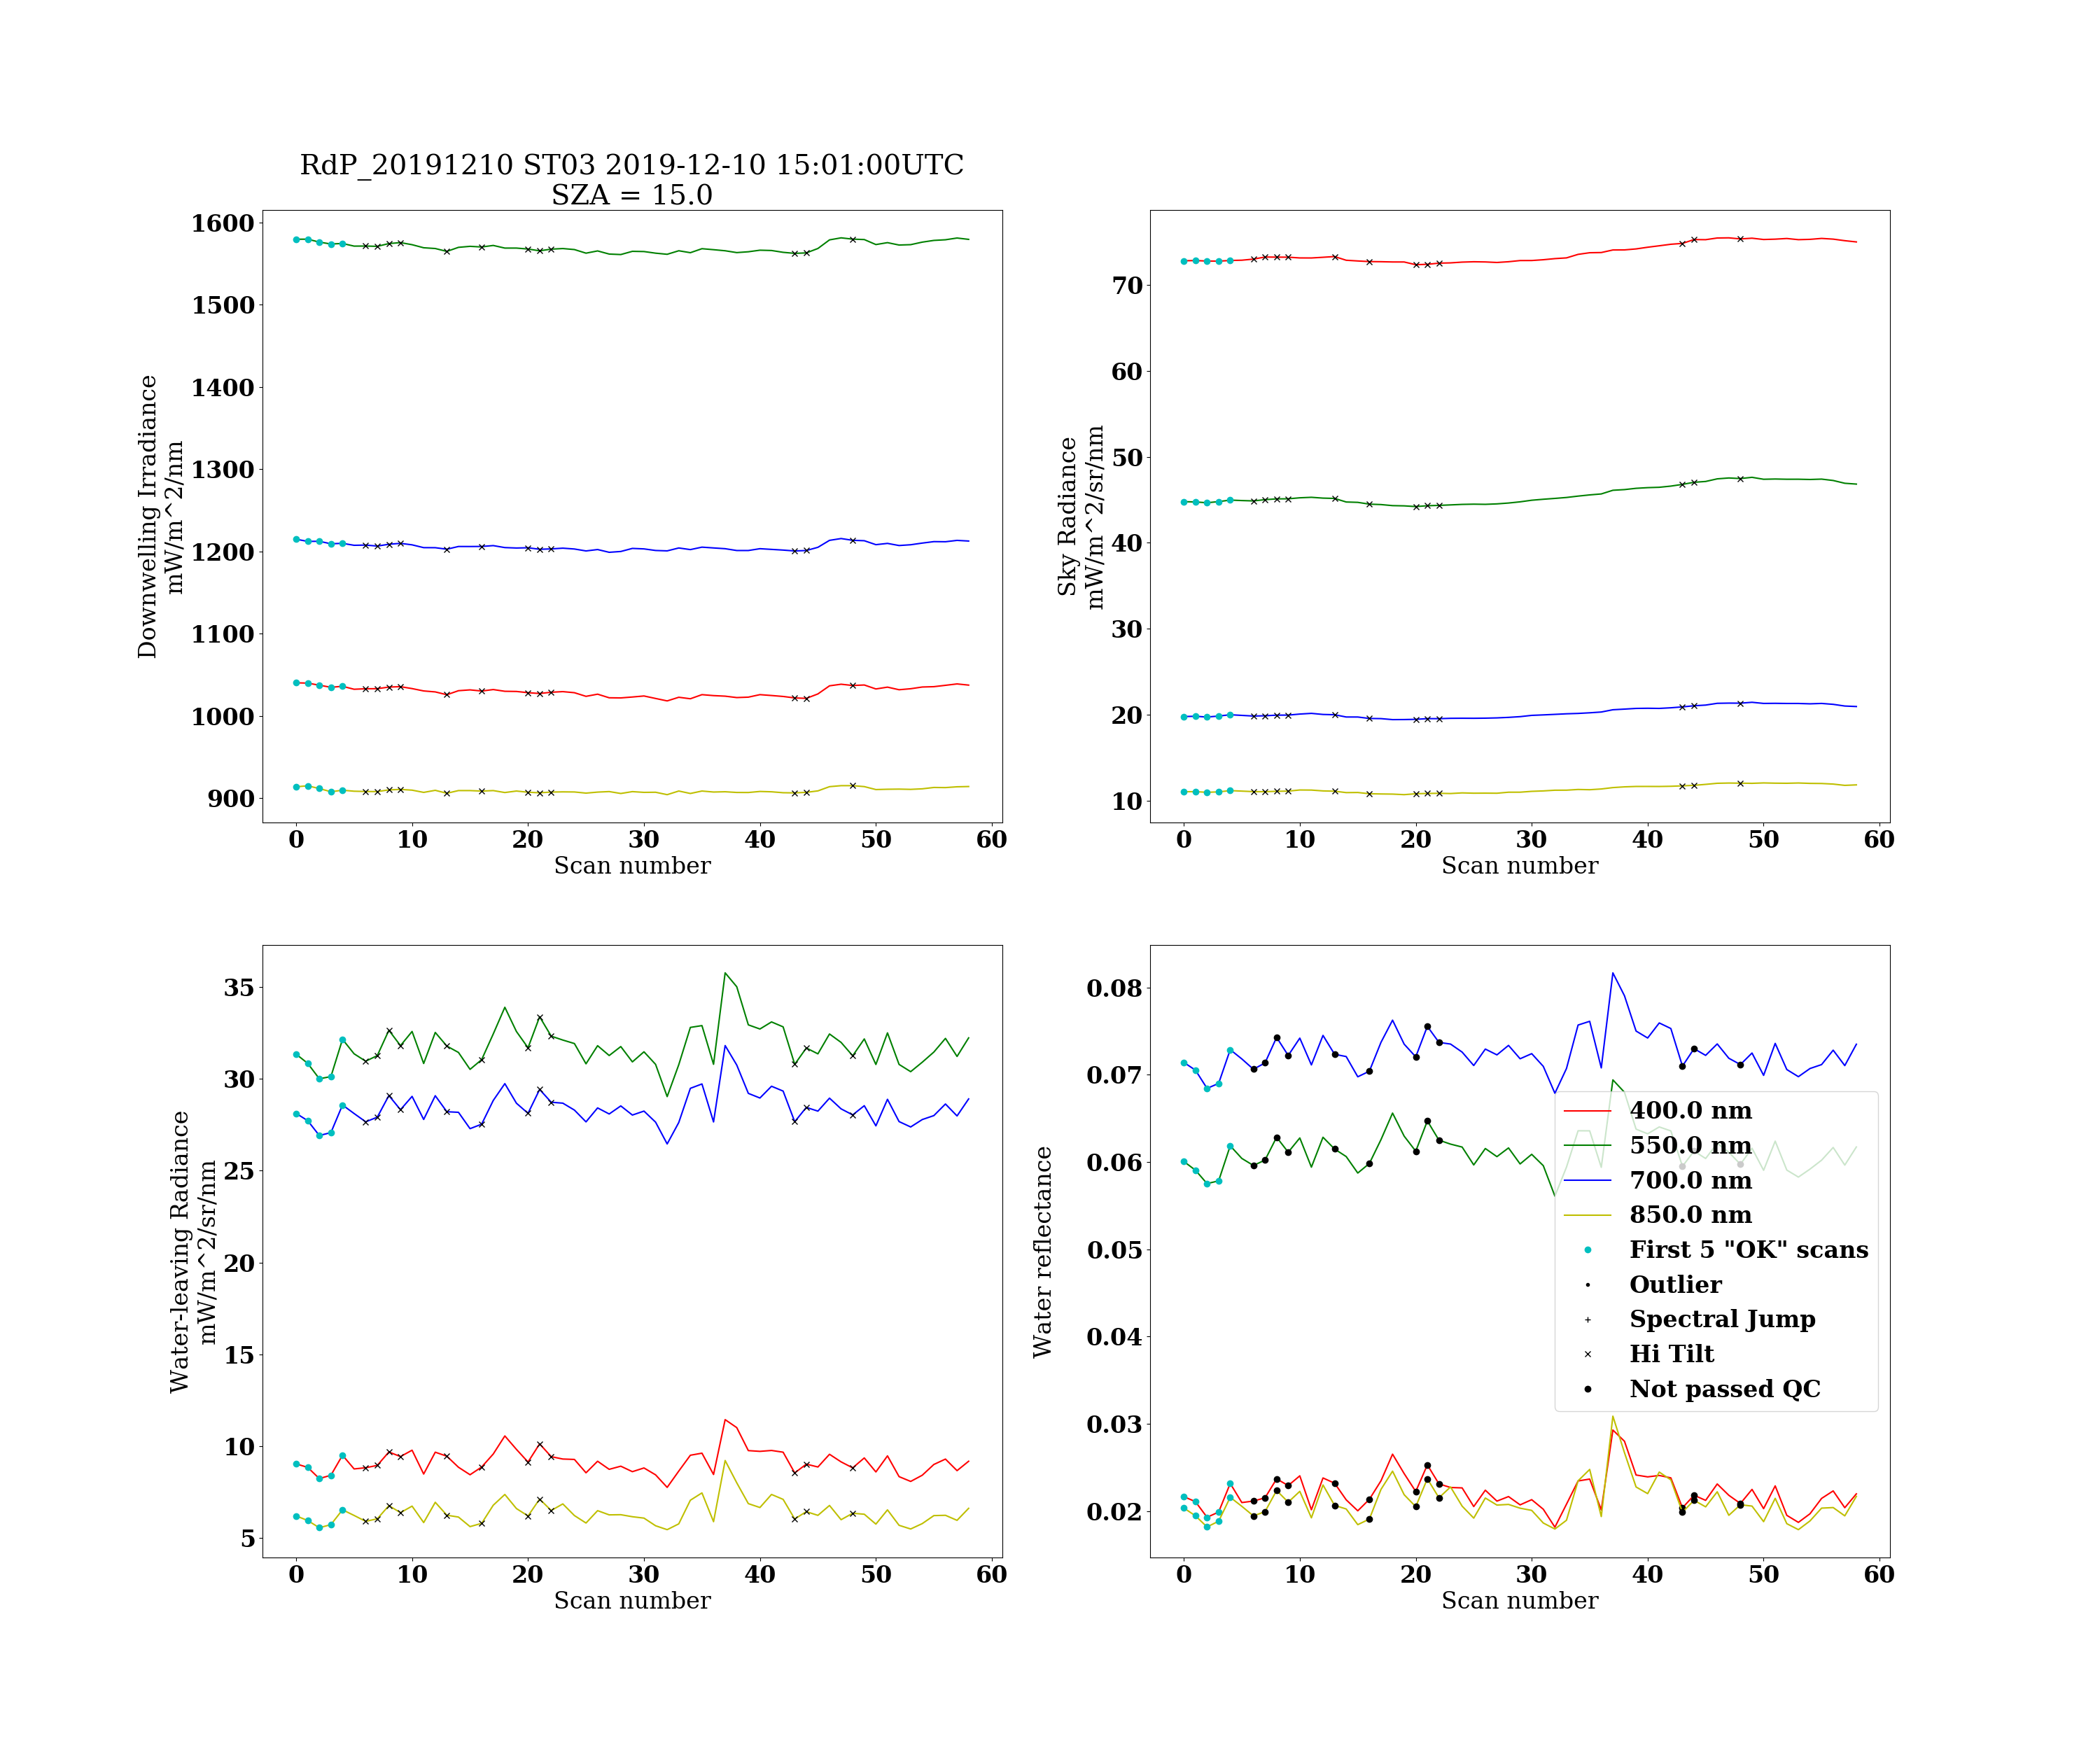 RdP_20191210 ST03 2019-12-10 15:01:00UTC
SZA = 15.0
Downwelling Irradiance
mW/m^2/nm
1600
1500
1400
1300
1200
1100
1000
900
0 10 20 30 40 50 60
Scan number
Sky Radiance
mW/m^2/sr/nm
70
60
50
40
30
20
10
0 10 20 30 40 50 60
Scan number
Water-leaving Radiance
mW/m^2/sr/nm
35
30
25
20
15
10
5
0 10 20 30 40 50 60
Scan number
Water reflectance
0.08
0.07
0.06
0.05
0.04
0.03
0.02
0 10 20 30 40 50 60
Scan number
400.0 nm
550.0 nm
700.0 nm
850.0 nm
First 5 "OK" scans
Outlier
Spectral Jump
Hi Tilt
Not passed QC